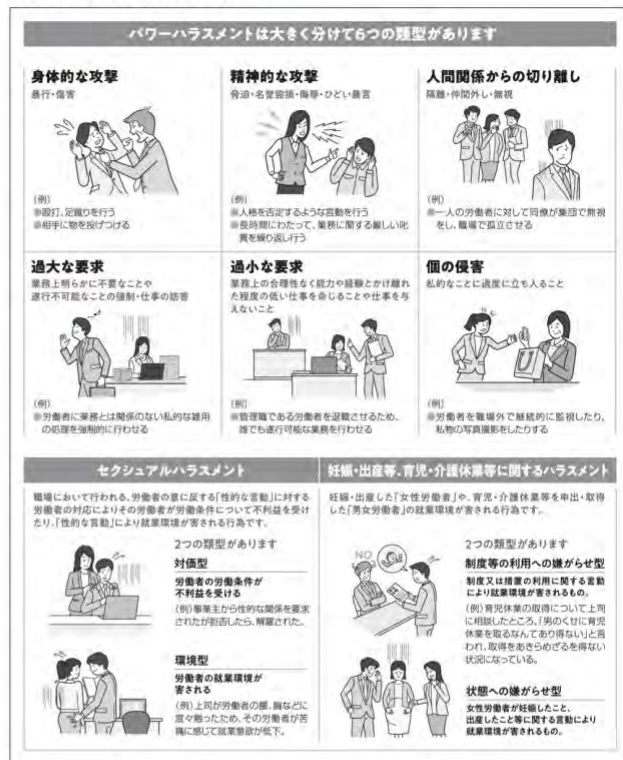 パワーハラスメントは大きく分けて6つの類型があります
身体的な攻撃
暴行・傷害
(例)
●殴打、足蹴りを行う
●相手に物を投げつける
精神的な攻撃
脅迫・名誉毀損・侮辱・ひどい暴言
(例)
●人格を否定するような言動を行う
●長時間にわたって、業務に関する厳しい叱
責を繰り返し行う
人間関係からの切り離し
隔離・仲間外し・無視
(例)
●一人の労働者に対して同僚が集団で無視
をし、職場で孤立させる
過大な要求
業務上明らかに不要なことや
遂行不可能なことの強制・仕事の妨害
(例)
●労働者に業務とは関係のない私的な雑用
の処理を強制的に行わせる
過小な要求
業務上の合理性なく能力や経験とかけ離れ
た程度の低い仕事を命じることや仕事を与
えないこと
(例)
●管理職である労働者を退職させるため、
誰でも遂行可能な業務を行わせる
個の侵害
私的なことに過度に立ち入ること
(例)
●労働者を職場外で継続的に監視したり、
私物の写真撮影をしたりする
セクシュアルハラスメント
職場において行われる、労働者の意に反する「性的な言動」に対する
労働者の対応によりその労働者が労働条件について不利益を受け
たり、「性的な言動」により就業環境が害される行為です。
2つの類型があります
対価型
労働者の労働条件が
不利益を受ける
(例)事業主から性的な関係を要求
されたが拒否したら、解雇された。
環境型
労働者の就業環境が
害される
(例)上司が労働者の腰、胸などに
度々触ったため、その労働者が苦
痛に感じて就業意欲が低下。
妊娠・出産等、育児・介護休業等に関するハラスメント
妊娠・出産した「女性労働者」や、育児・介護休業等を申出・取得
した「男女労働者」の就業環境が害される行為です。
NO
2つの類型があります
制度等の利用への嫌がらせ型
制度又は措置の利用に関する言動
により就業環境が害されるもの。
(例)育児休業の取得について上司
に相談したところ、「男のくせに育児
休業を取るなんてあり得ない」と言
われ、取得をあきらめざるを得ない
状況になっている。
状態への嫌がらせ型
女性労働者が妊娠したこと、
出産したこと等に関する言動により
就業環境が害されるもの。